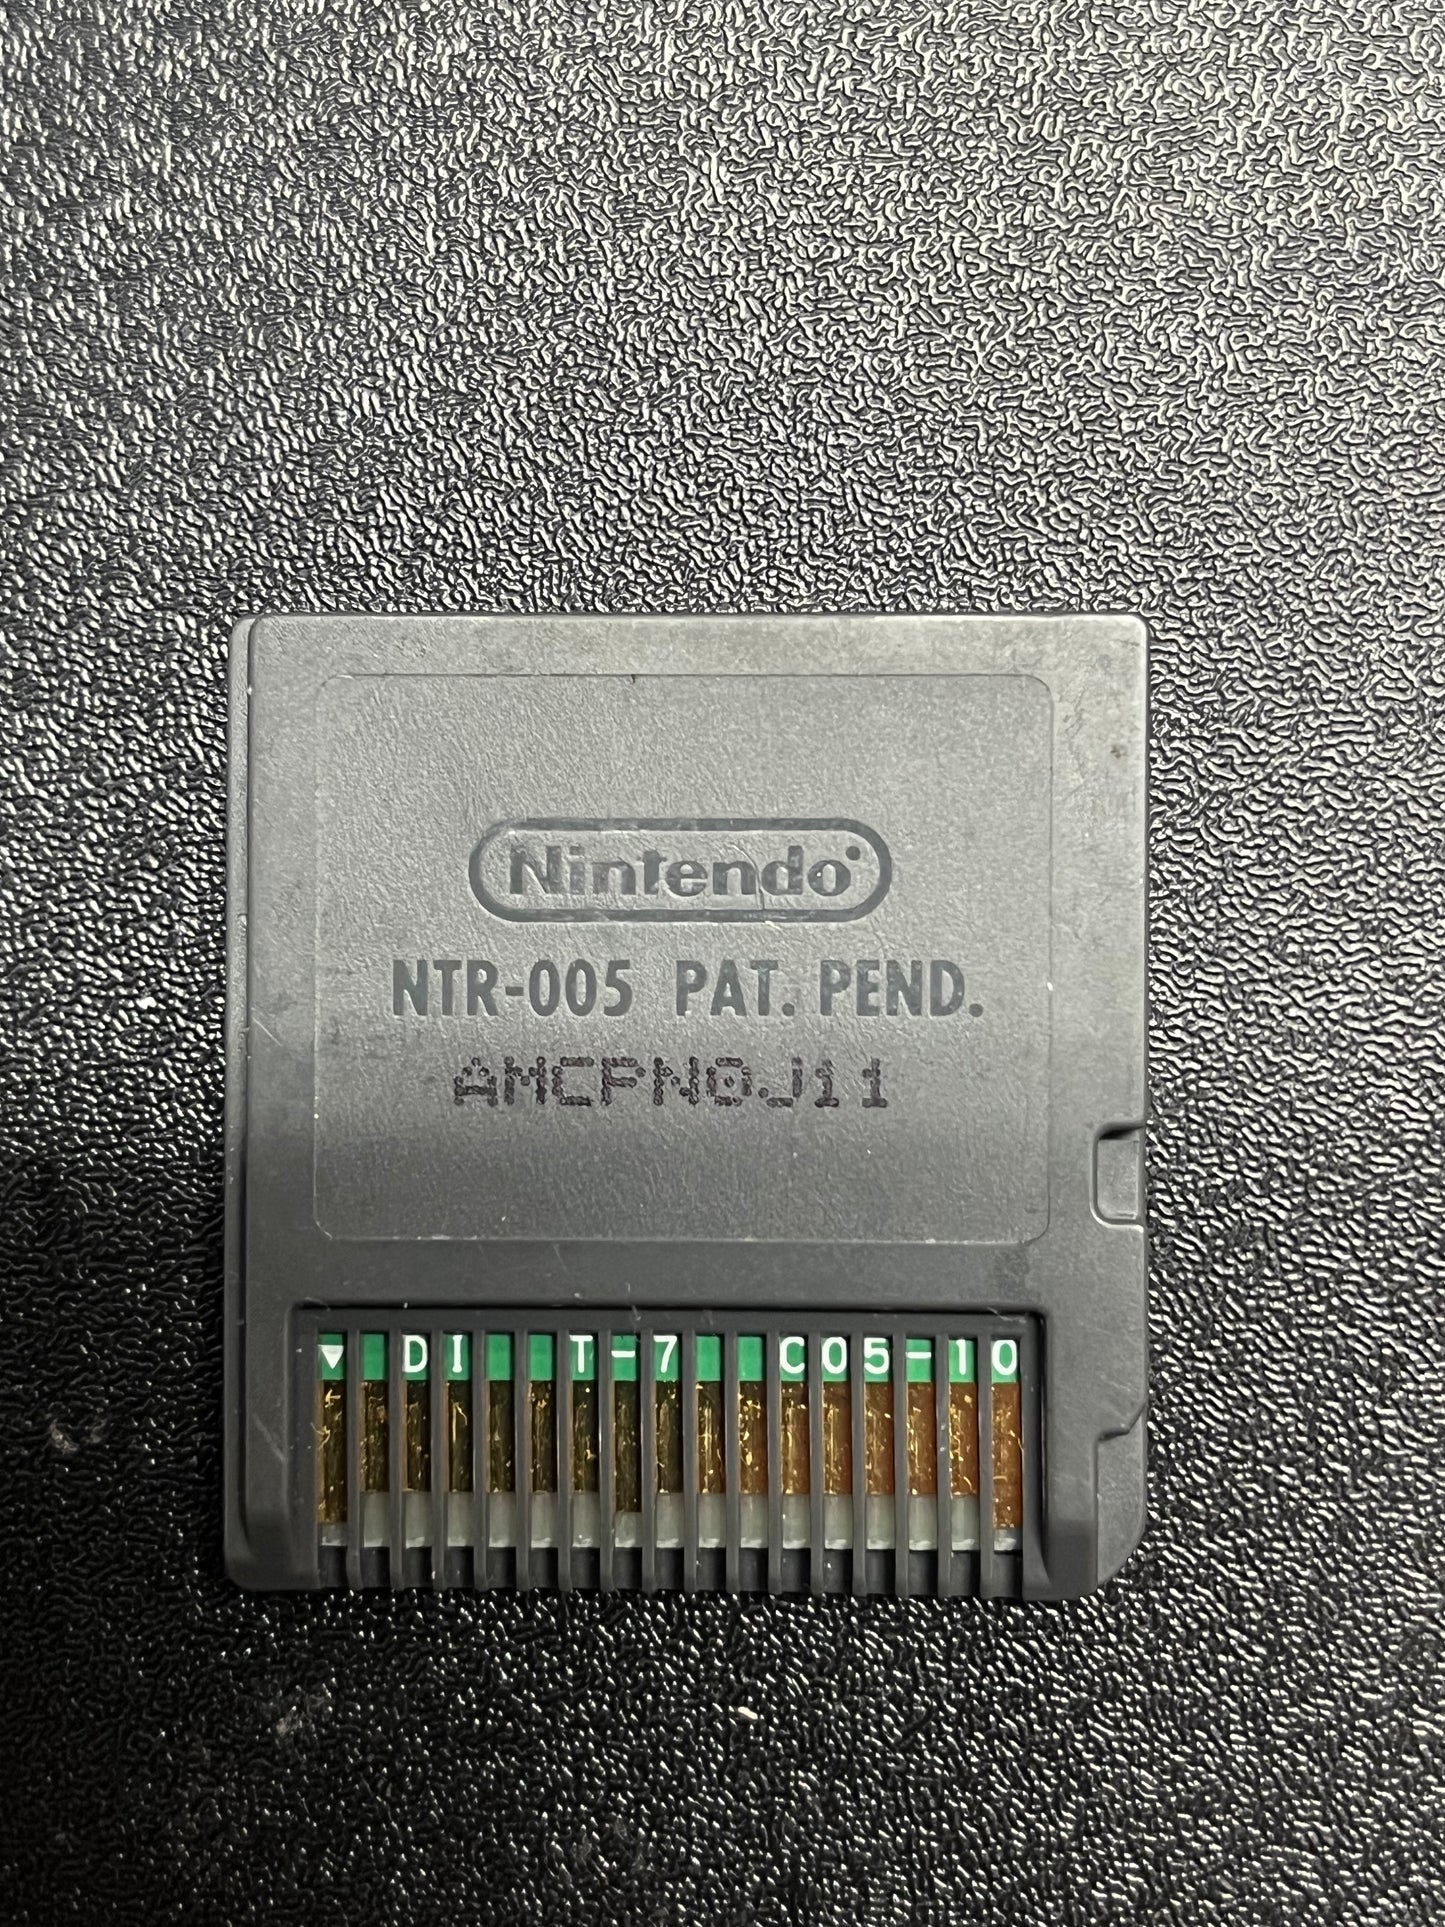 Nintendo
NTR-005 PAT. PEND.
AMCPN0J11
▼ DI T-7 C05-10